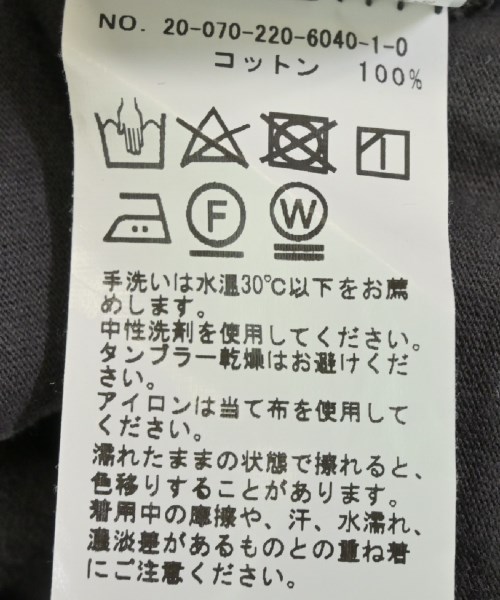 NO. 20-070-220-6040-1-0
コットン 100%
F
W
手洗いは水温30℃以下をお薦
めします。
中性洗剤を使用してください。
タンブラー乾燥はお避けくだ
さい。
アイロンは当て布を使用して
ください。
濡れたままの状態で擦れると、
色移りすることがあります。
着用中の摩擦や、汗、水濡れ、
濃淡差があるものとの重ね着
にご注意ください。